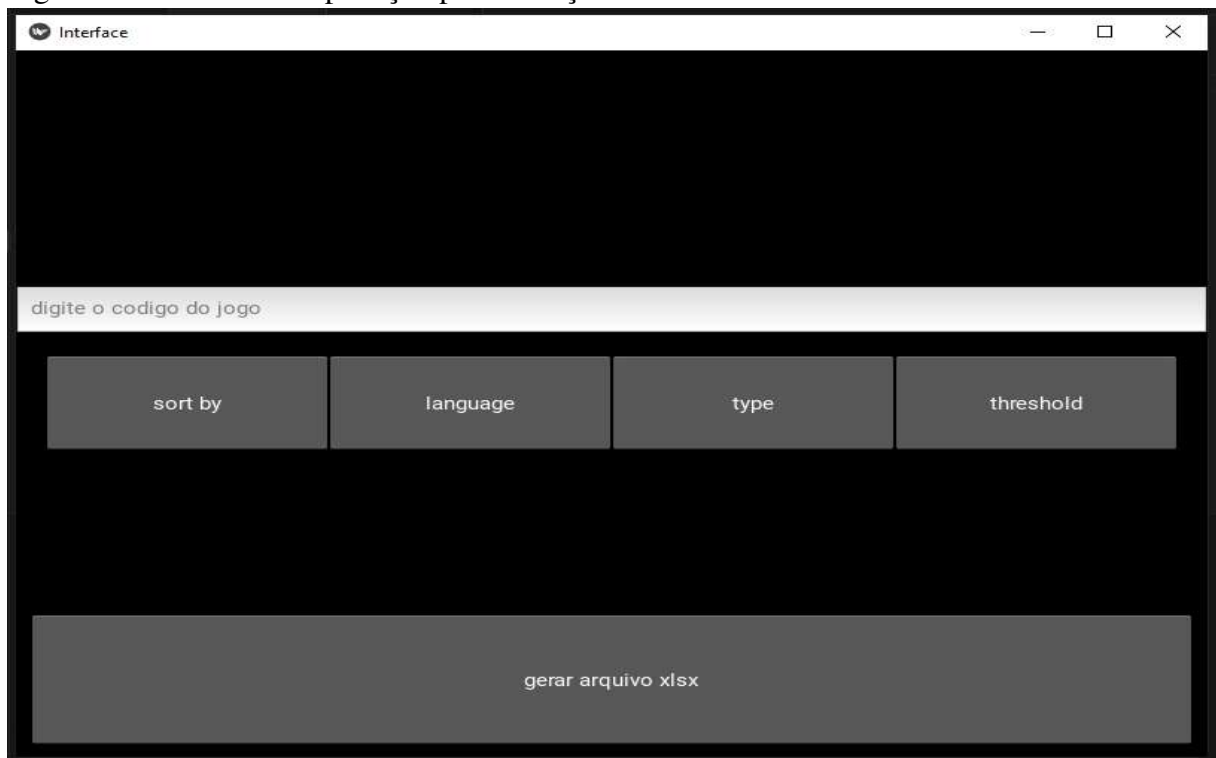 Interface
digite o codigo do jogo
sort by language type threshold
gerar arquivo xlsx